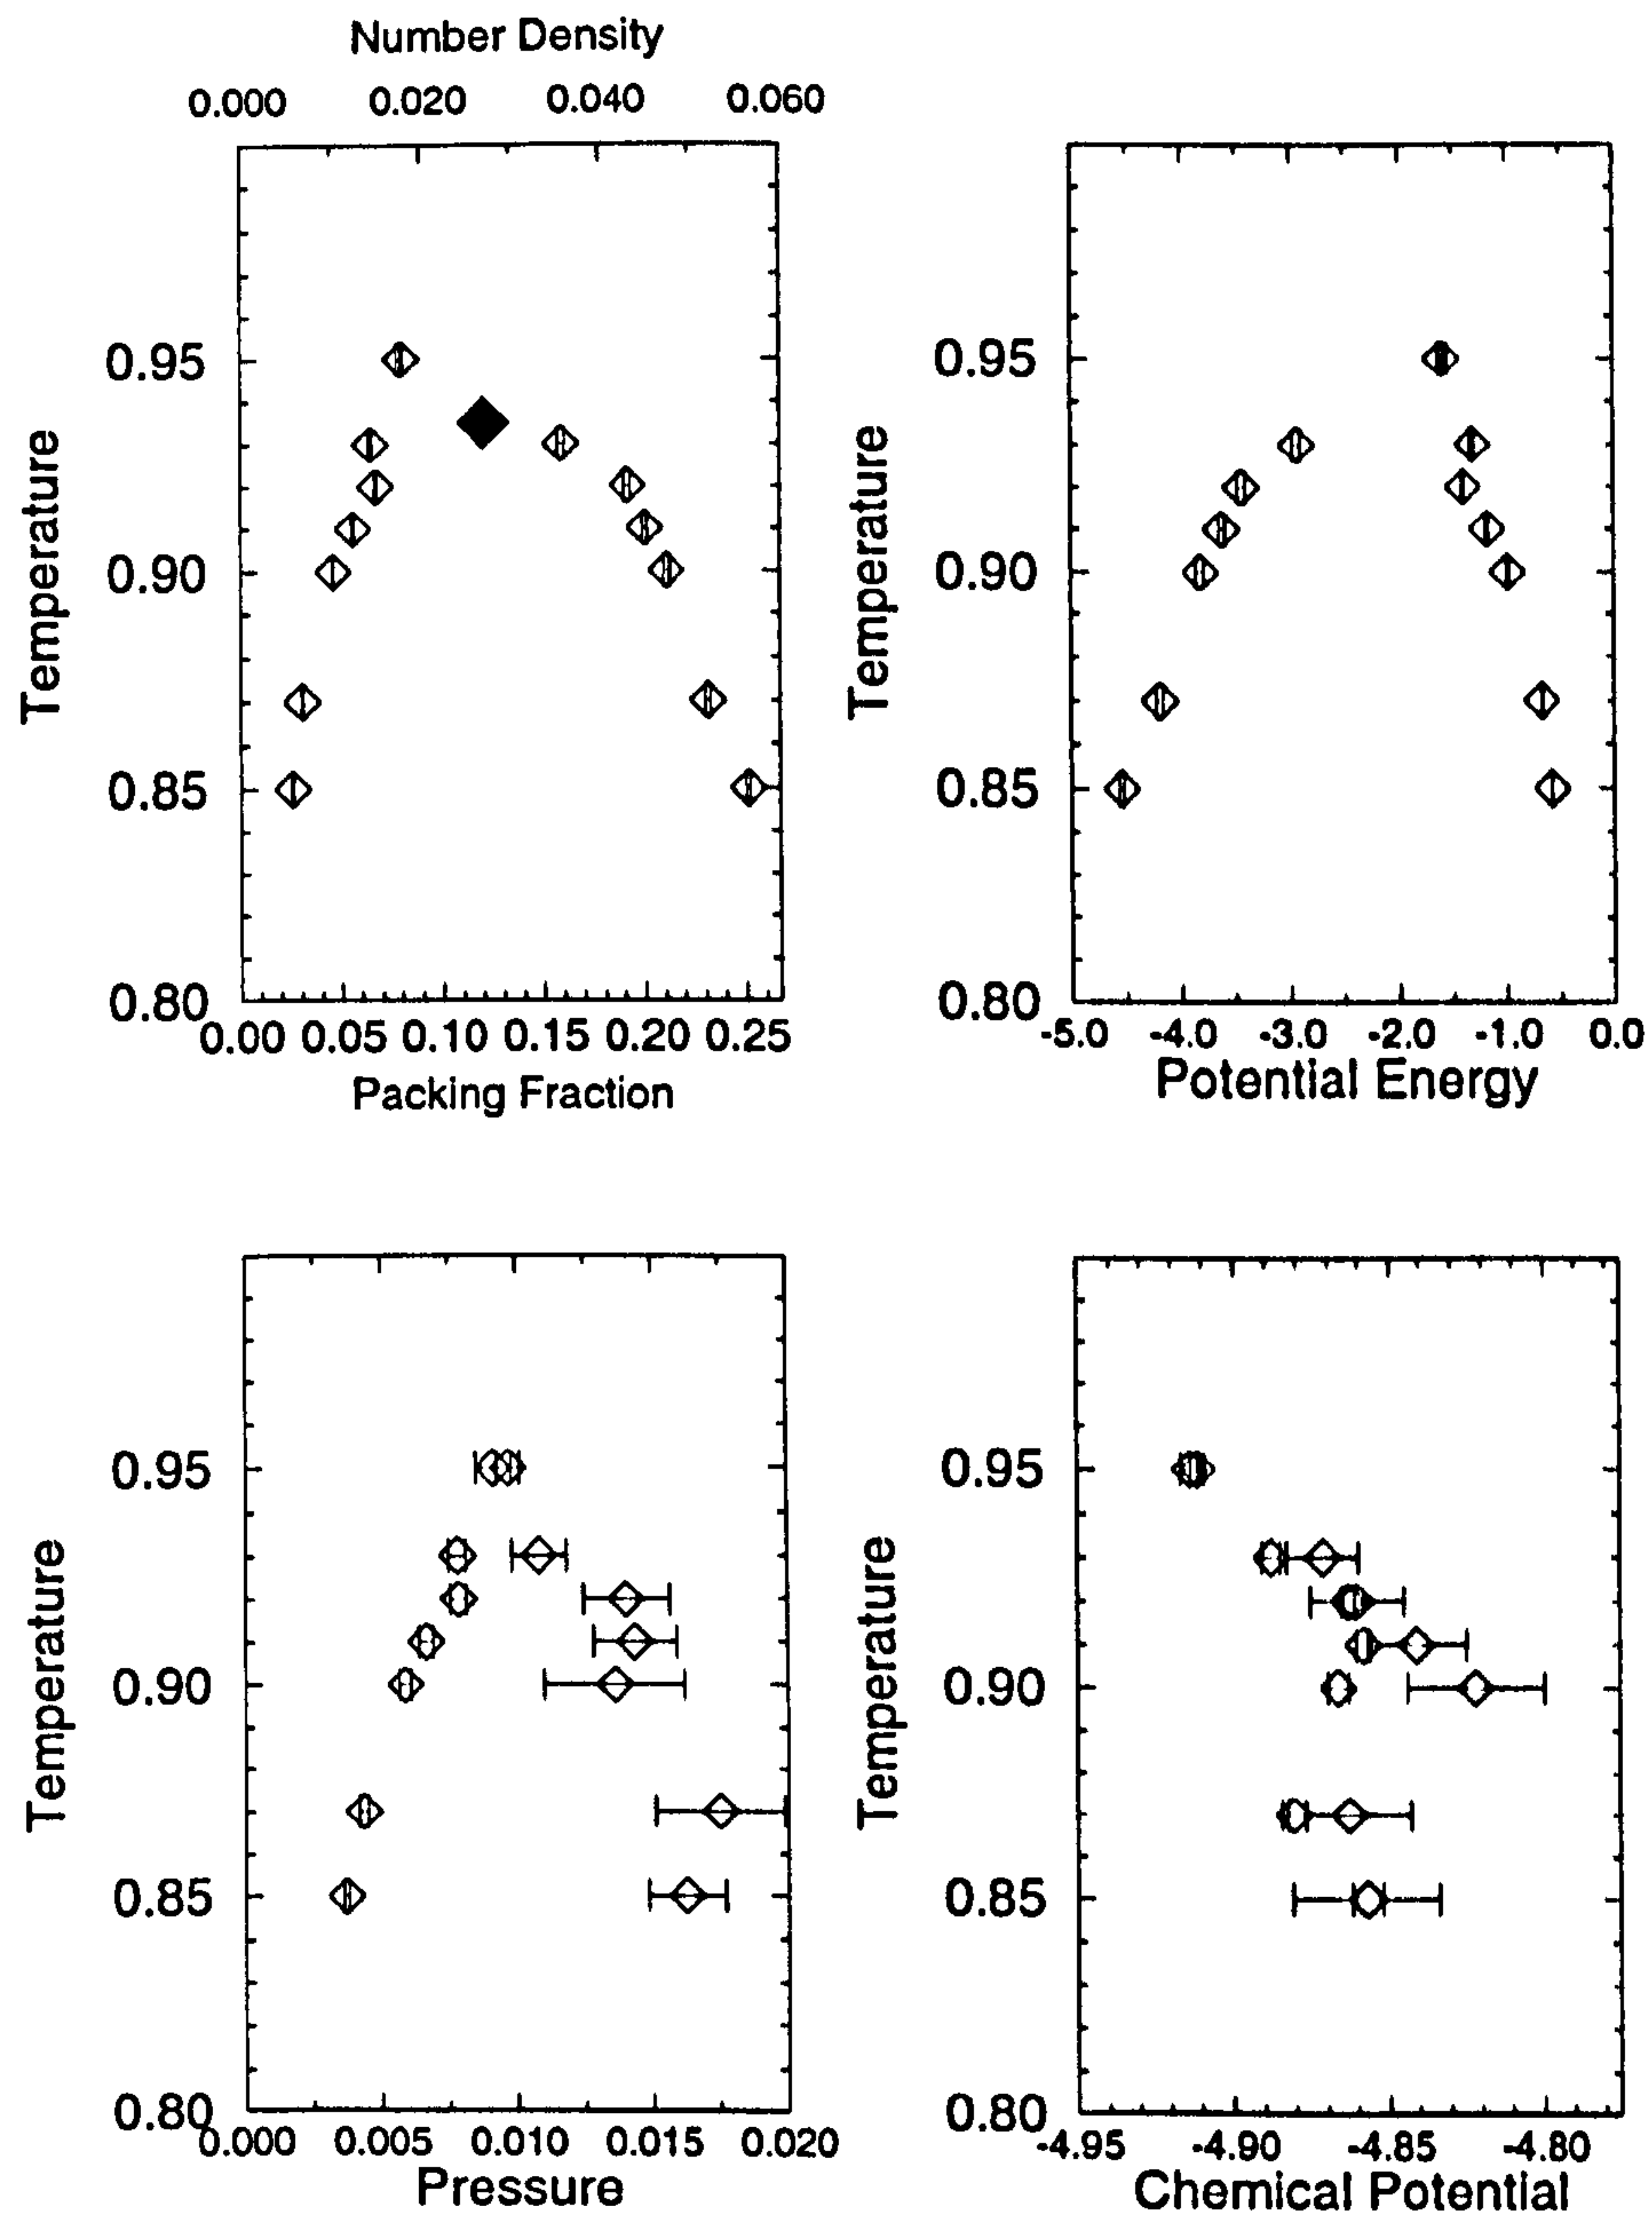 Number Density
0.000 0.020 0.040 0.060
Temperature
0.95
0.90
0.85
0.80
0.00 0.05 0.10 0.15 0.20 0.25
Packing Fraction
Temperature
0.95
0.90
0.85
0.80
-5.0 -4.0 -3.0 -2.0 -1.0 0.0
Potential Energy
Temperature
0.95
0.90
0.85
0.80
0.000 0.005 0.010 0.015 0.020
Pressure
Temperature
0.95
0.90
0.85
0.80
-4.95 -4.90 -4.85 -4.80
Chemical Potential